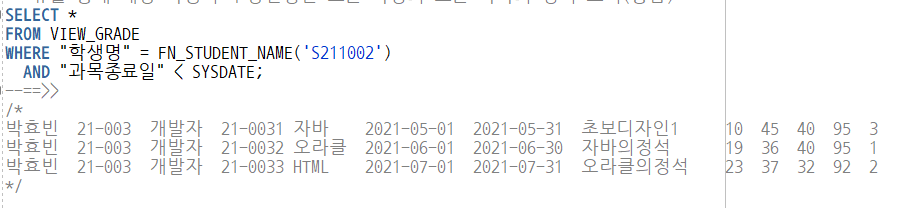 SELECT *
FROM VIEW_GRADE
WHERE "학생명" = FN_STUDENT_NAME('S211002')
AND "과목종료일" < SYSDATE;
--==>>
/*
박효빈 21-003 개발자 21-0031 자바 2021-05-01 2021-05-31 초보디자인1 10 45 40 95 3
박효빈 21-003 개발자 21-0032 오라클 2021-06-01 2021-06-30 자바의정석 19 36 40 95 1
박효빈 21-003 개발자 21-0033 HTML 2021-07-01 2021-07-31 오라클의정석 23 37 32 92 2
*/